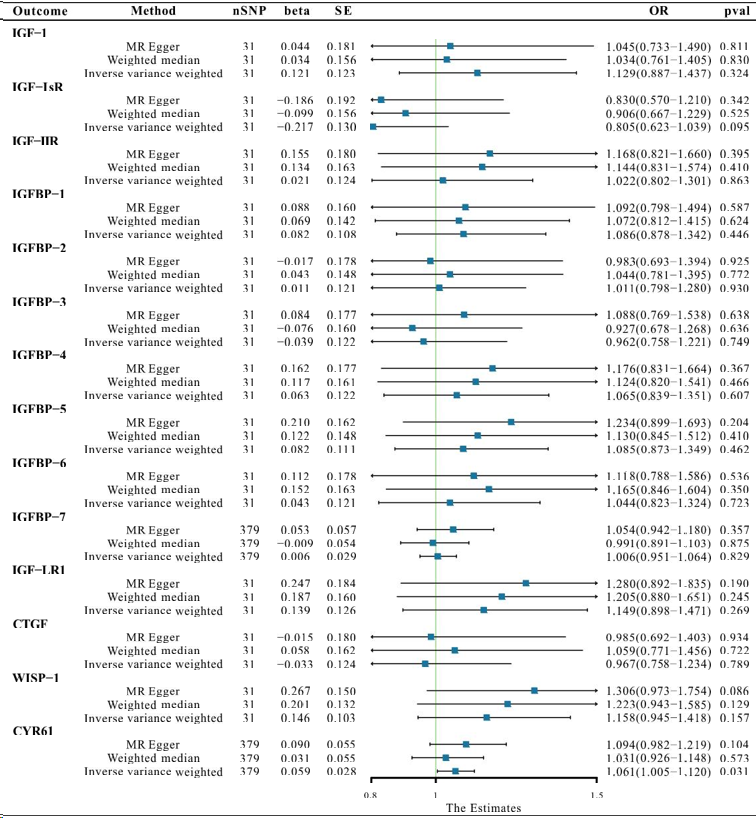 Outcome Method nSNP beta SE OR pval
IGF−1
MR Egger 31 0.044 0.181 1.045(0.733−1.490) 0.811
Weighted median 31 0.034 0.156 1.034(0.761−1.405) 0.830
Inverse variance weighted 31 0.121 0.123 1.129(0.887−1.437) 0.324
IGF−IsR
MR Egger 31 −0.186 0.192 0.830(0.570−1.210) 0.342
Weighted median 31 −0.099 0.156 0.906(0.667−1.229) 0.525
Inverse variance weighted 31 −0.217 0.130 0.805(0.623−1.039) 0.095
IGF−IIR
MR Egger 31 0.155 0.180 1.168(0.821−1.660) 0.395
Weighted median 31 0.134 0.163 1.144(0.831−1.574) 0.410
Inverse variance weighted 31 0.021 0.124 1.022(0.802−1.301) 0.863
IGFBP−1
MR Egger 31 0.088 0.160 1.092(0.798−1.494) 0.587
Weighted median 31 0.069 0.142 1.072(0.812−1.415) 0.624
Inverse variance weighted 31 0.082 0.108 1.086(0.878−1.342) 0.446
IGFBP−2
MR Egger 31 −0.017 0.178 0.983(0.693−1.394) 0.925
Weighted median 31 0.043 0.148 1.044(0.781−1.395) 0.772
Inverse variance weighted 31 0.011 0.121 1.011(0.798−1.280) 0.930
IGFBP−3
MR Egger 31 0.084 0.177 1.088(0.769−1.538) 0.638
Weighted median 31 −0.076 0.160 0.927(0.678−1.268) 0.636
Inverse variance weighted 31 −0.039 0.122 0.962(0.758−1.221) 0.749
IGFBP−4
MR Egger 31 0.162 0.177 1.176(0.831−1.664) 0.367
Weighted median 31 0.117 0.161 1.124(0.820−1.541) 0.466
Inverse variance weighted 31 0.063 0.122 1.065(0.839−1.351) 0.607
IGFBP−5
MR Egger 31 0.210 0.162 1.234(0.899−1.693) 0.204
Weighted median 31 0.122 0.148 1.130(0.845−1.512) 0.410
Inverse variance weighted 31 0.082 0.111 1.085(0.873−1.349) 0.462
IGFBP−6
MR Egger 31 0.112 0.178 1.118(0.788−1.586) 0.536
Weighted median 31 0.152 0.163 1.165(0.846−1.604) 0.350
Inverse variance weighted 31 0.043 0.121 1.044(0.823−1.324) 0.723
IGFBP−7
MR Egger 379 0.053 0.057 1.054(0.942−1.180) 0.357
Weighted median 379 −0.009 0.054 0.991(0.891−1.103) 0.875
Inverse variance weighted 379 0.006 0.029 1.006(0.951−1.064) 0.829
IGF−LR1
MR Egger 31 0.247 0.184 1.280(0.892−1.835) 0.190
Weighted median 31 0.187 0.160 1.205(0.880−1.651) 0.245
Inverse variance weighted 31 0.139 0.126 1.149(0.898−1.471) 0.269
CTGF
MR Egger 31 −0.015 0.180 0.985(0.692−1.403) 0.934
Weighted median 31 0.058 0.162 1.059(0.771−1.456) 0.722
Inverse variance weighted 31 −0.033 0.124 0.967(0.758−1.234) 0.789
WISP−1
MR Egger 31 0.267 0.150 1.306(0.973−1.754) 0.086
Weighted median 31 0.201 0.132 1.223(0.943−1.585) 0.129
Inverse variance weighted 31 0.146 0.103 1.158(0.945−1.418) 0.157
CYR61
MR Egger 379 0.090 0.055 1.094(0.982−1.219) 0.104
Weighted median 379 0.031 0.055 1.031(0.926−1.148) 0.573
Inverse variance weighted 379 0.059 0.028 1.061(1.005−1.120) 0.031
0.8 1 1.5
The Estimates